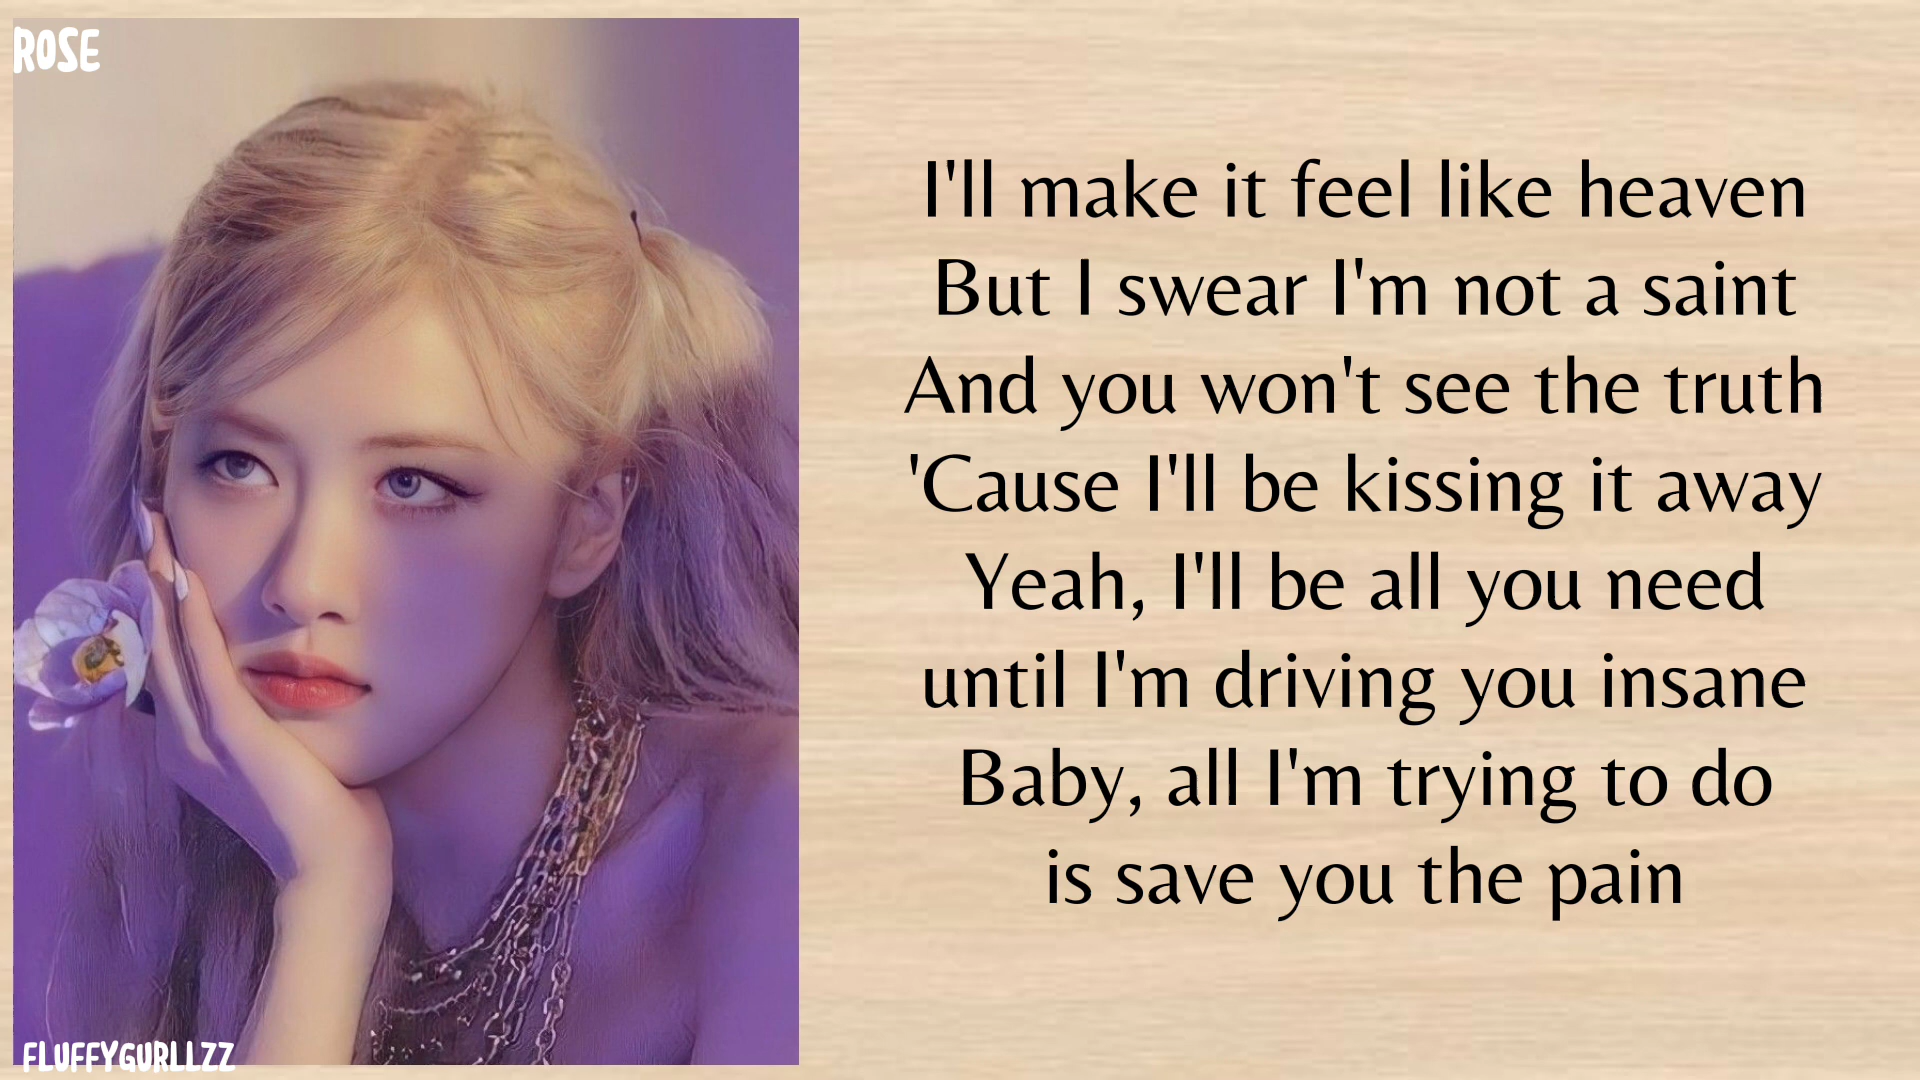 ROSE
I'll make it feel like heaven
But I swear I'm not a saint
And you won't see the truth
'Cause I'll be kissing it away
Yeah, I'll be all you need
until I'm driving you insane
Baby, all I'm trying to do
is save you the pain
FLUFFYGURLLZZ